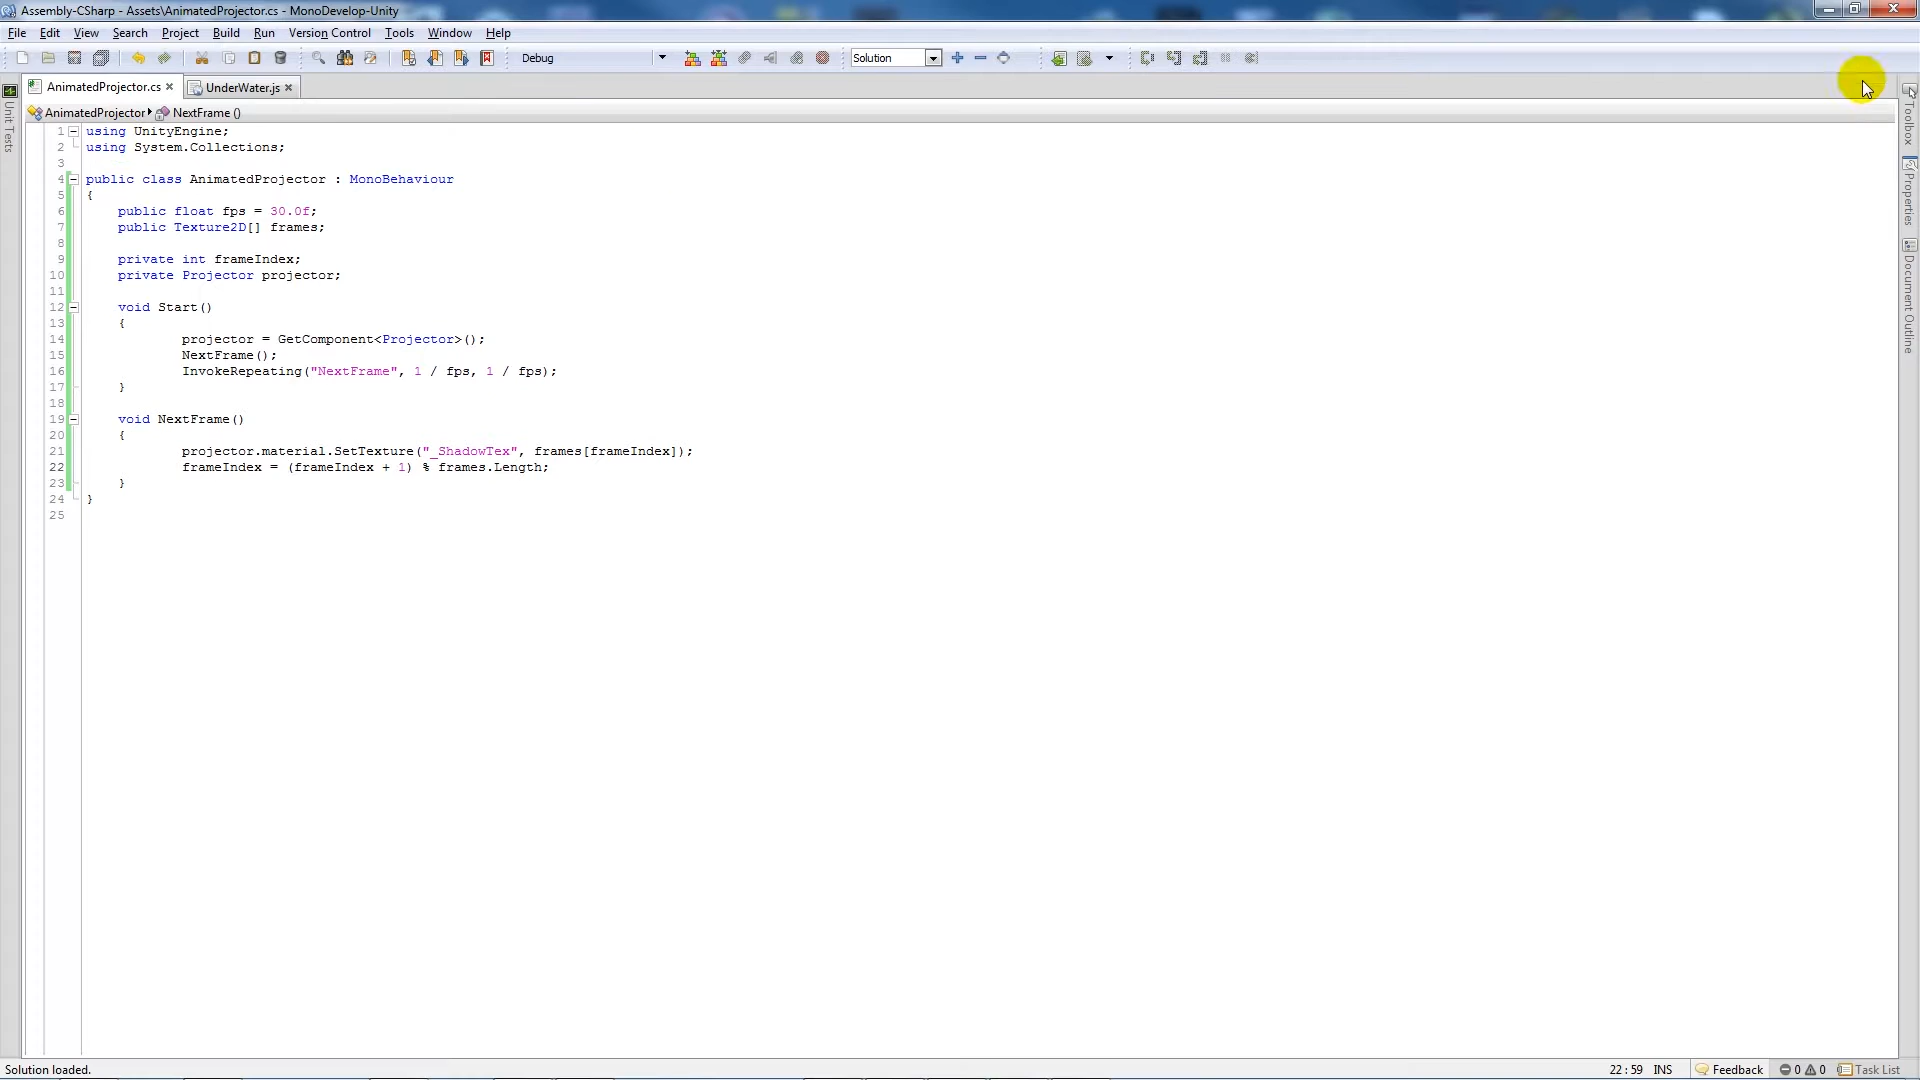 Assembly-CSharp - Assets\AnimatedProjector.cs - MonoDevelop-Unity
File Edit View Search Project Build Run Version Control Tools Window Help
Debug Solution
AnimatedProjector.cs UnderWater.js
AnimatedProjector NextFrame ()
Unit Tests
1 using UnityEngine;
2 using System.Collections;
3
4 public class AnimatedProjector : MonoBehaviour
5 {
6 public float fps = 30.0f;
7 public Texture2D[] frames;
8
9 private int frameIndex;
10 private Projector projector;
11
12 void Start()
13 {
14 projector = GetComponent<Projector>();
15 NextFrame();
16 InvokeRepeating("NextFrame", 1 / fps, 1 / fps);
17 }
18
19 void NextFrame()
20 {
21 projector.material.SetTexture("_ShadowTex", frames[frameIndex]);
22 frameIndex = (frameIndex + 1) % frames.Length;
23 }
24 }
25
Toolbox
Properties
Document Outline
Solution loaded. 22 : 59 INS Feedback 0 0 Task List